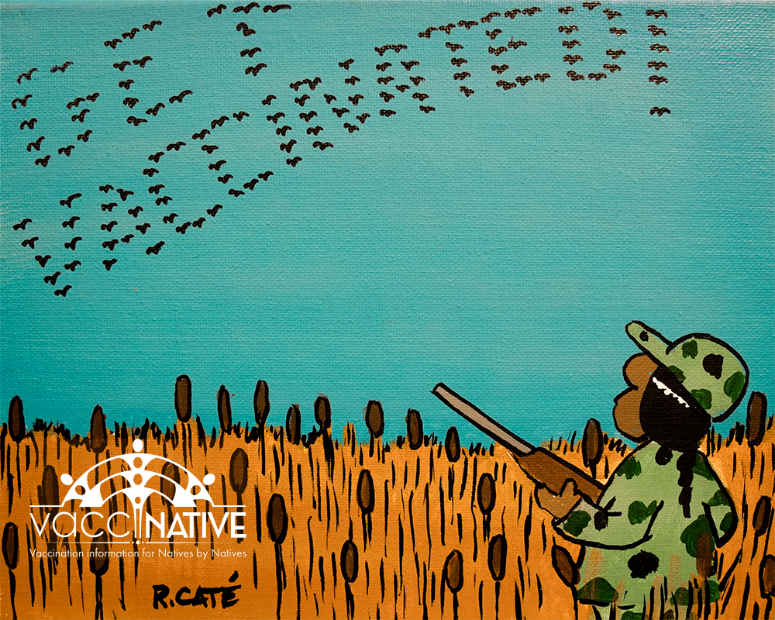 GET
VACCINATED!
VACCINATIVE
Vaccination information for Natives by Natives
R.CATÉ